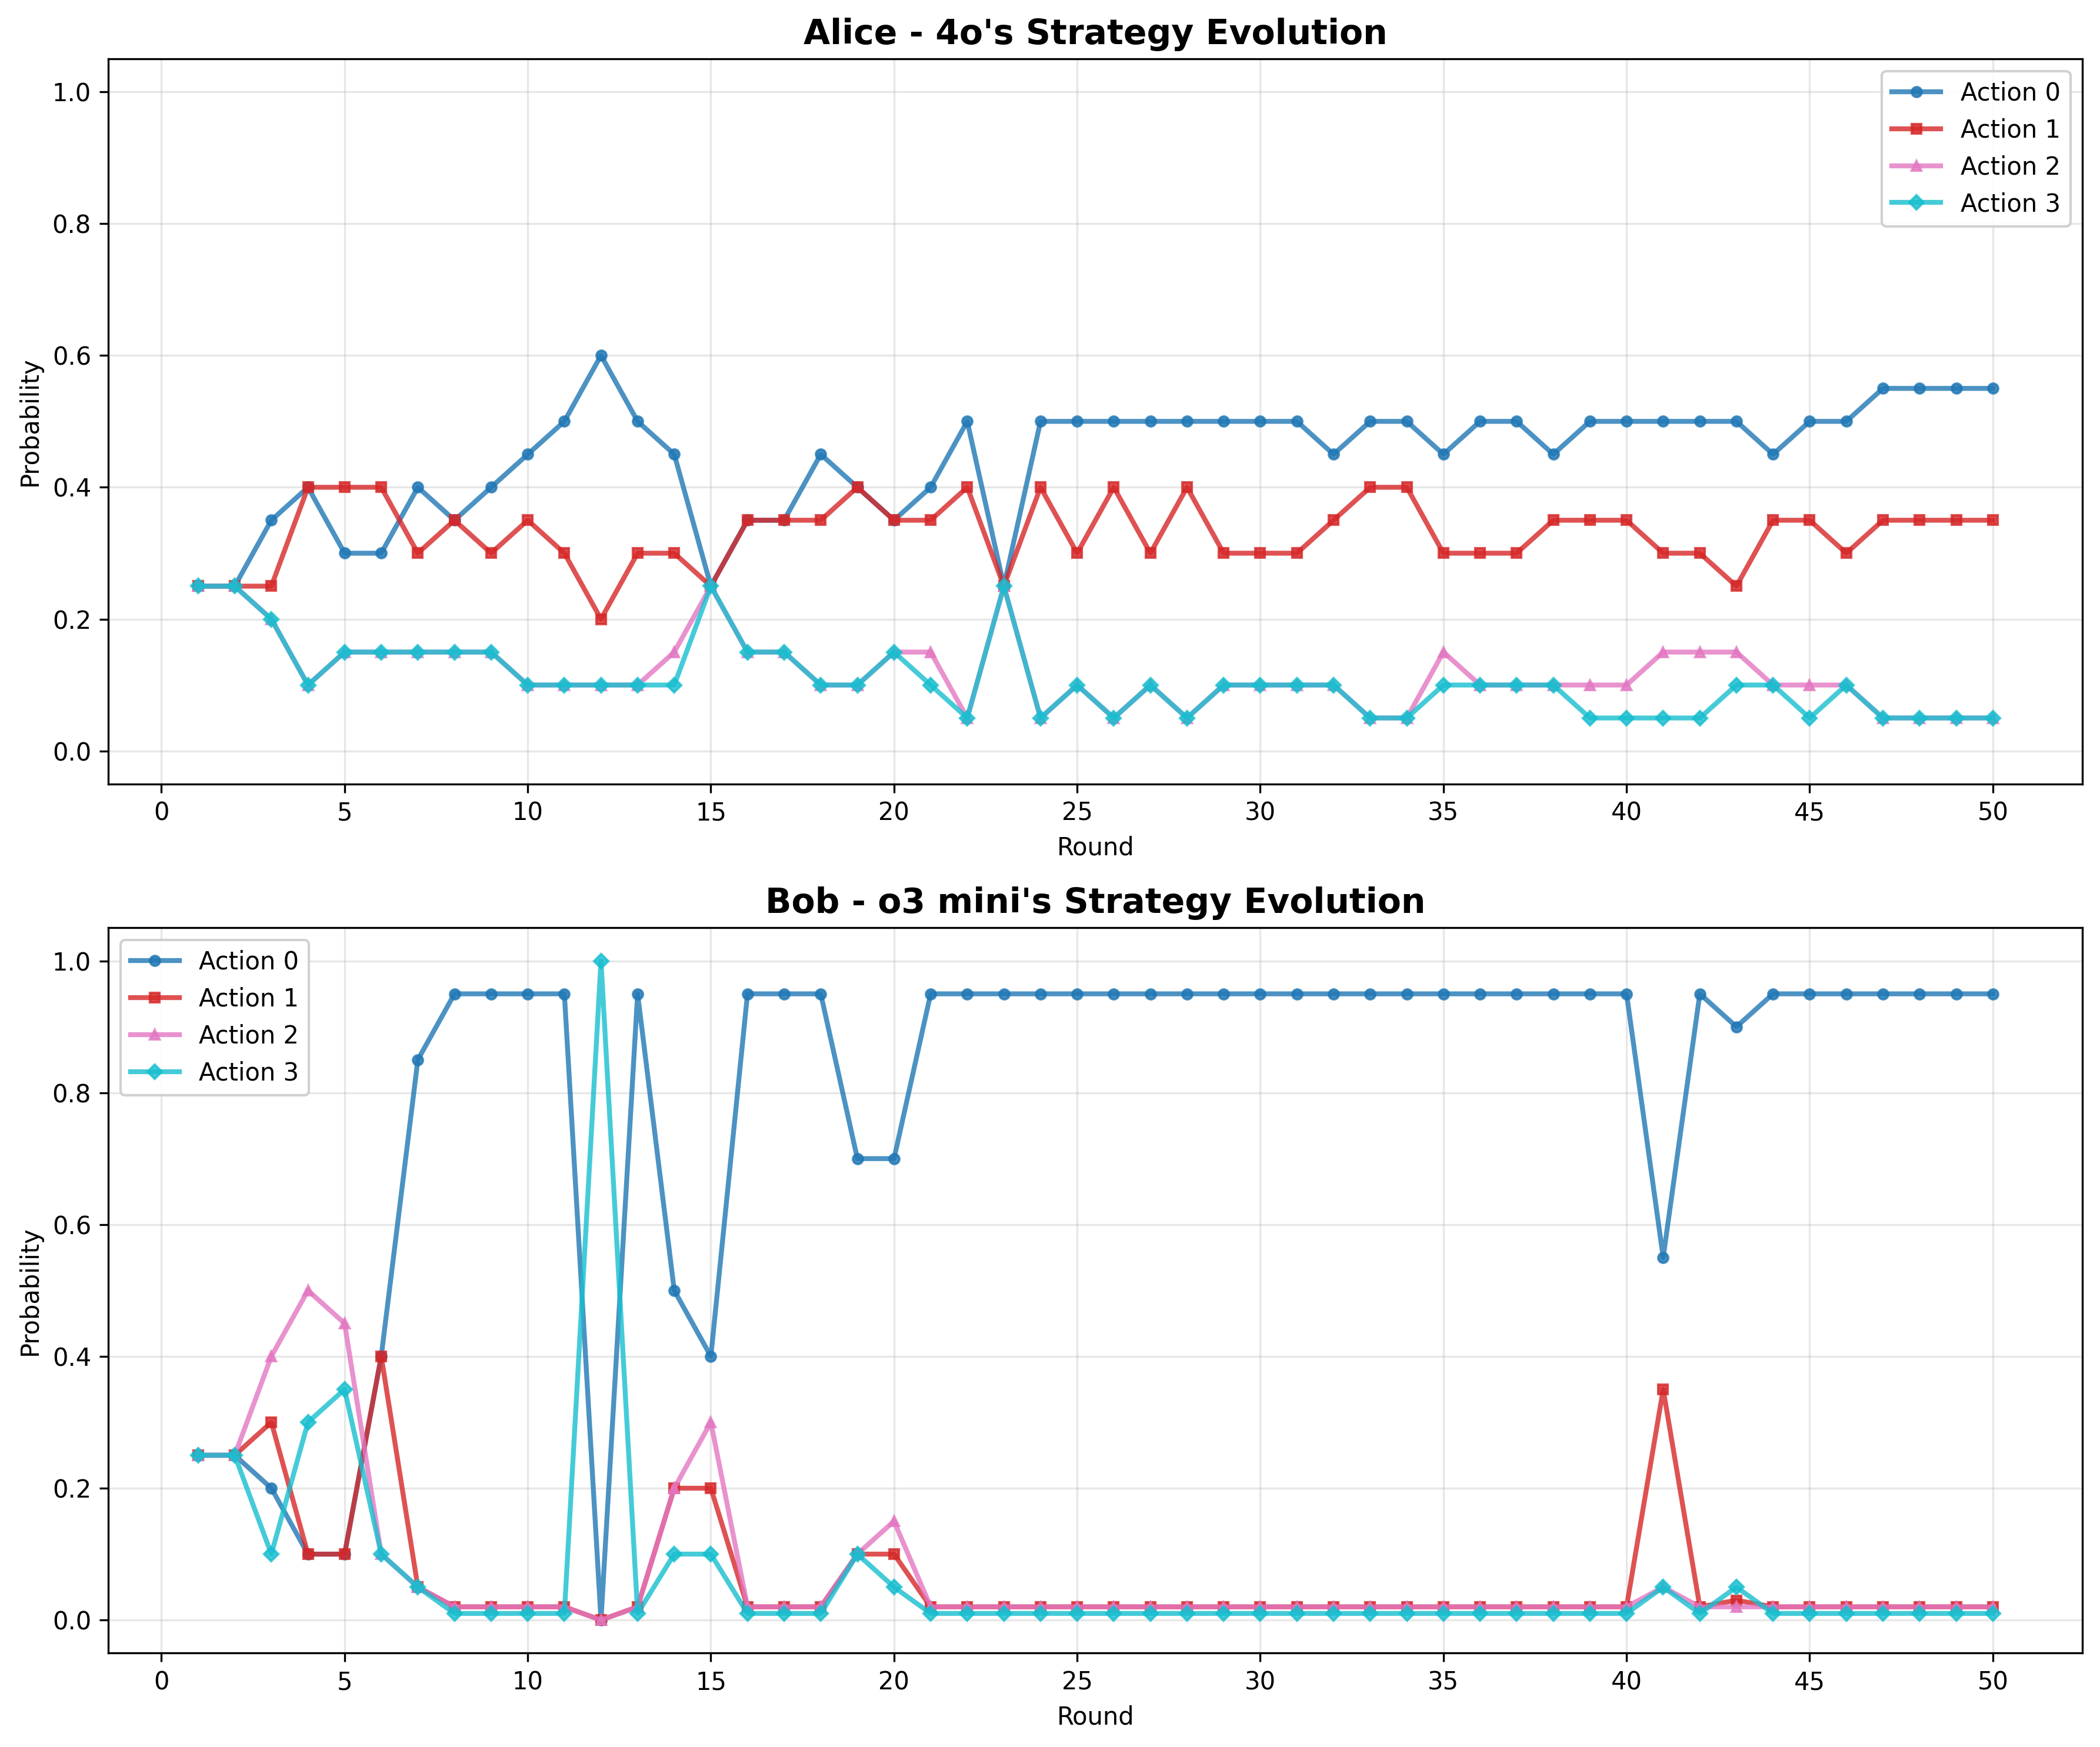 Alice - 4o's Strategy Evolution
Probability
1.0
0.8
0.6
0.4
0.2
0.0
Action 0
Action 1
Action 2
Action 3
0 5 10 15 20 25 30 35 40 45 50
Round
Bob - o3 mini's Strategy Evolution
Probability
1.0
0.8
0.6
0.4
0.2
0.0
Action 0
Action 1
Action 2
Action 3
0 5 10 15 20 25 30 35 40 45 50
Round